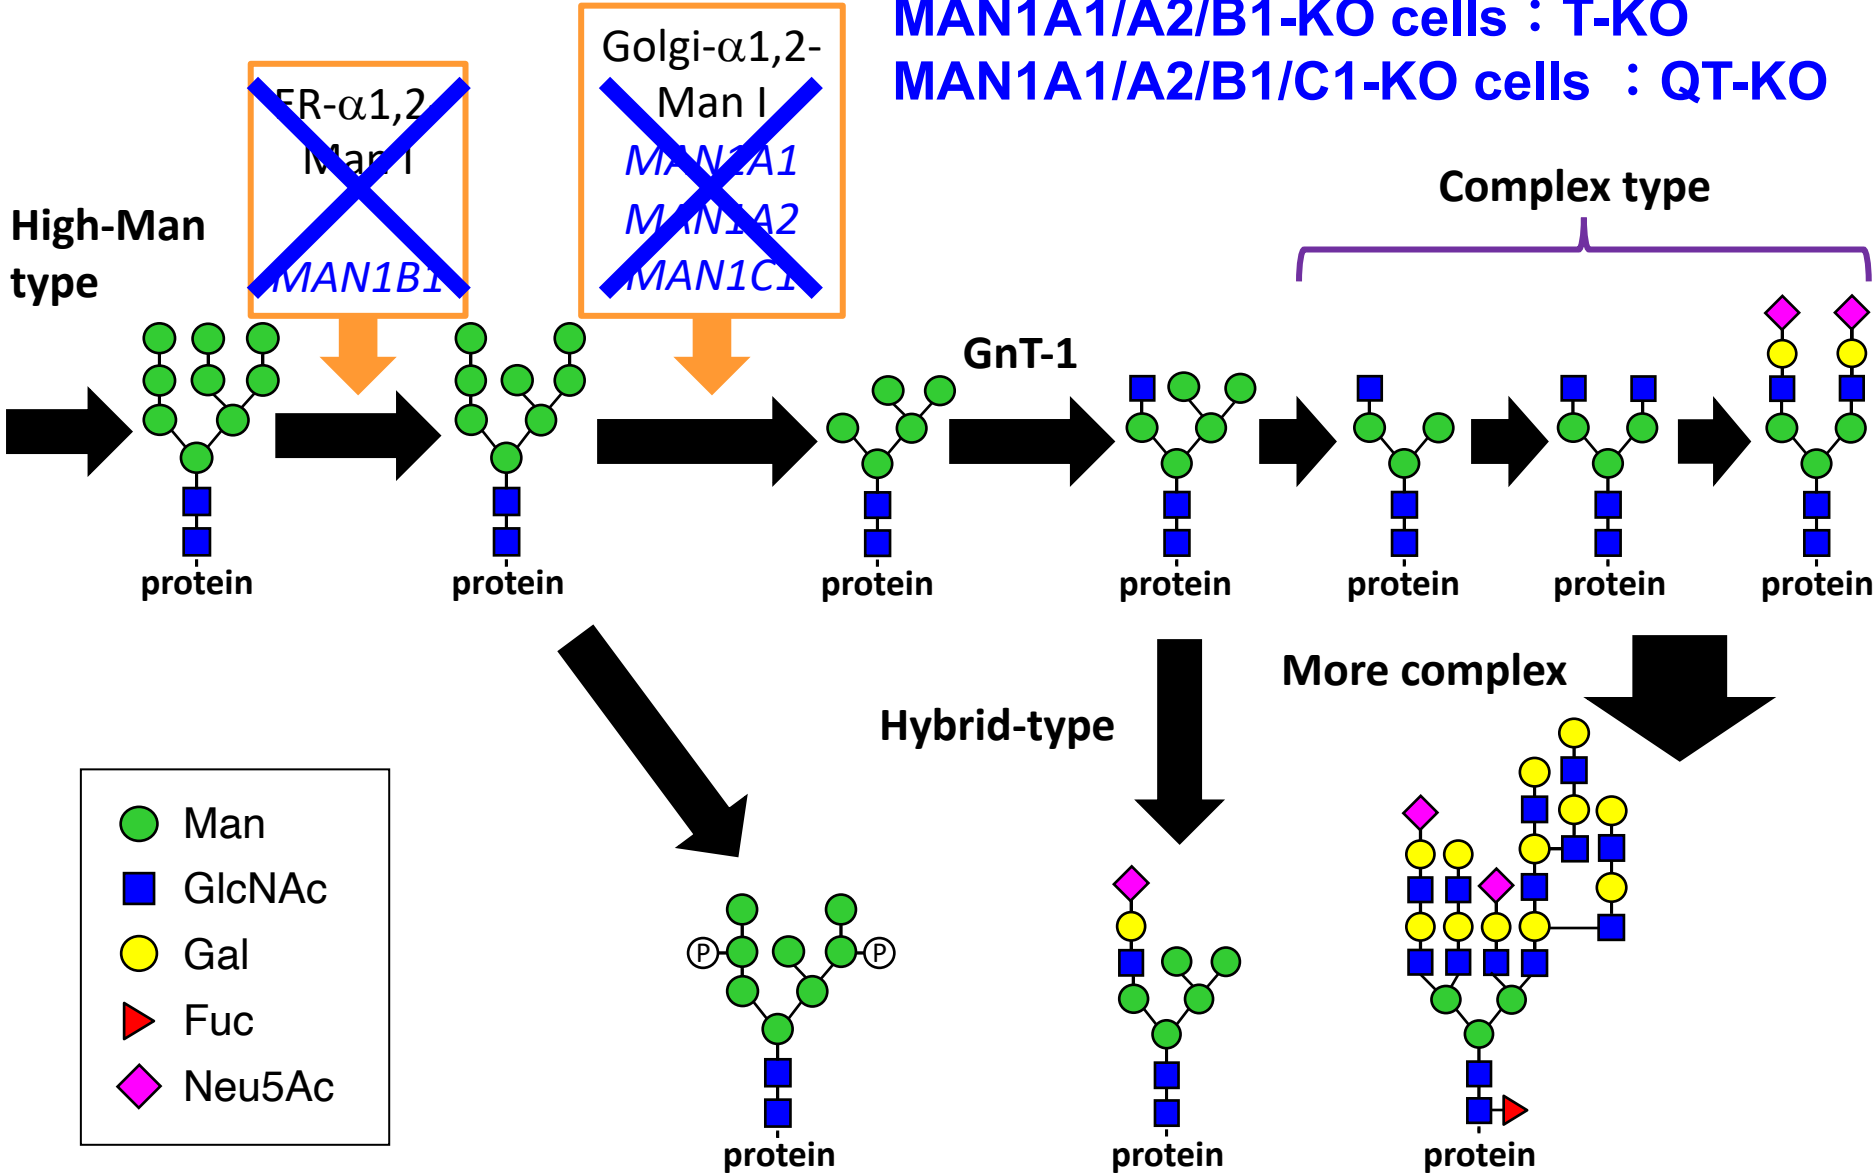 MAN1A1/A2/B1-KO cells：T-KO
MAN1A1/A2/B1/C1-KO cells ：QT-KO
ER-α1,2
Man I
MAN1B1
Golgi-α1,2-
Man I
MAN1A1
MAN1A2
MAN1C1
High-Man
type
Complex type
GnT-1
protein
protein
protein
protein
protein
protein
protein
Hybrid-type
More complex
Man
GlcNAc
Gal
Fuc
Neu5Ac
P
P
protein
protein
protein